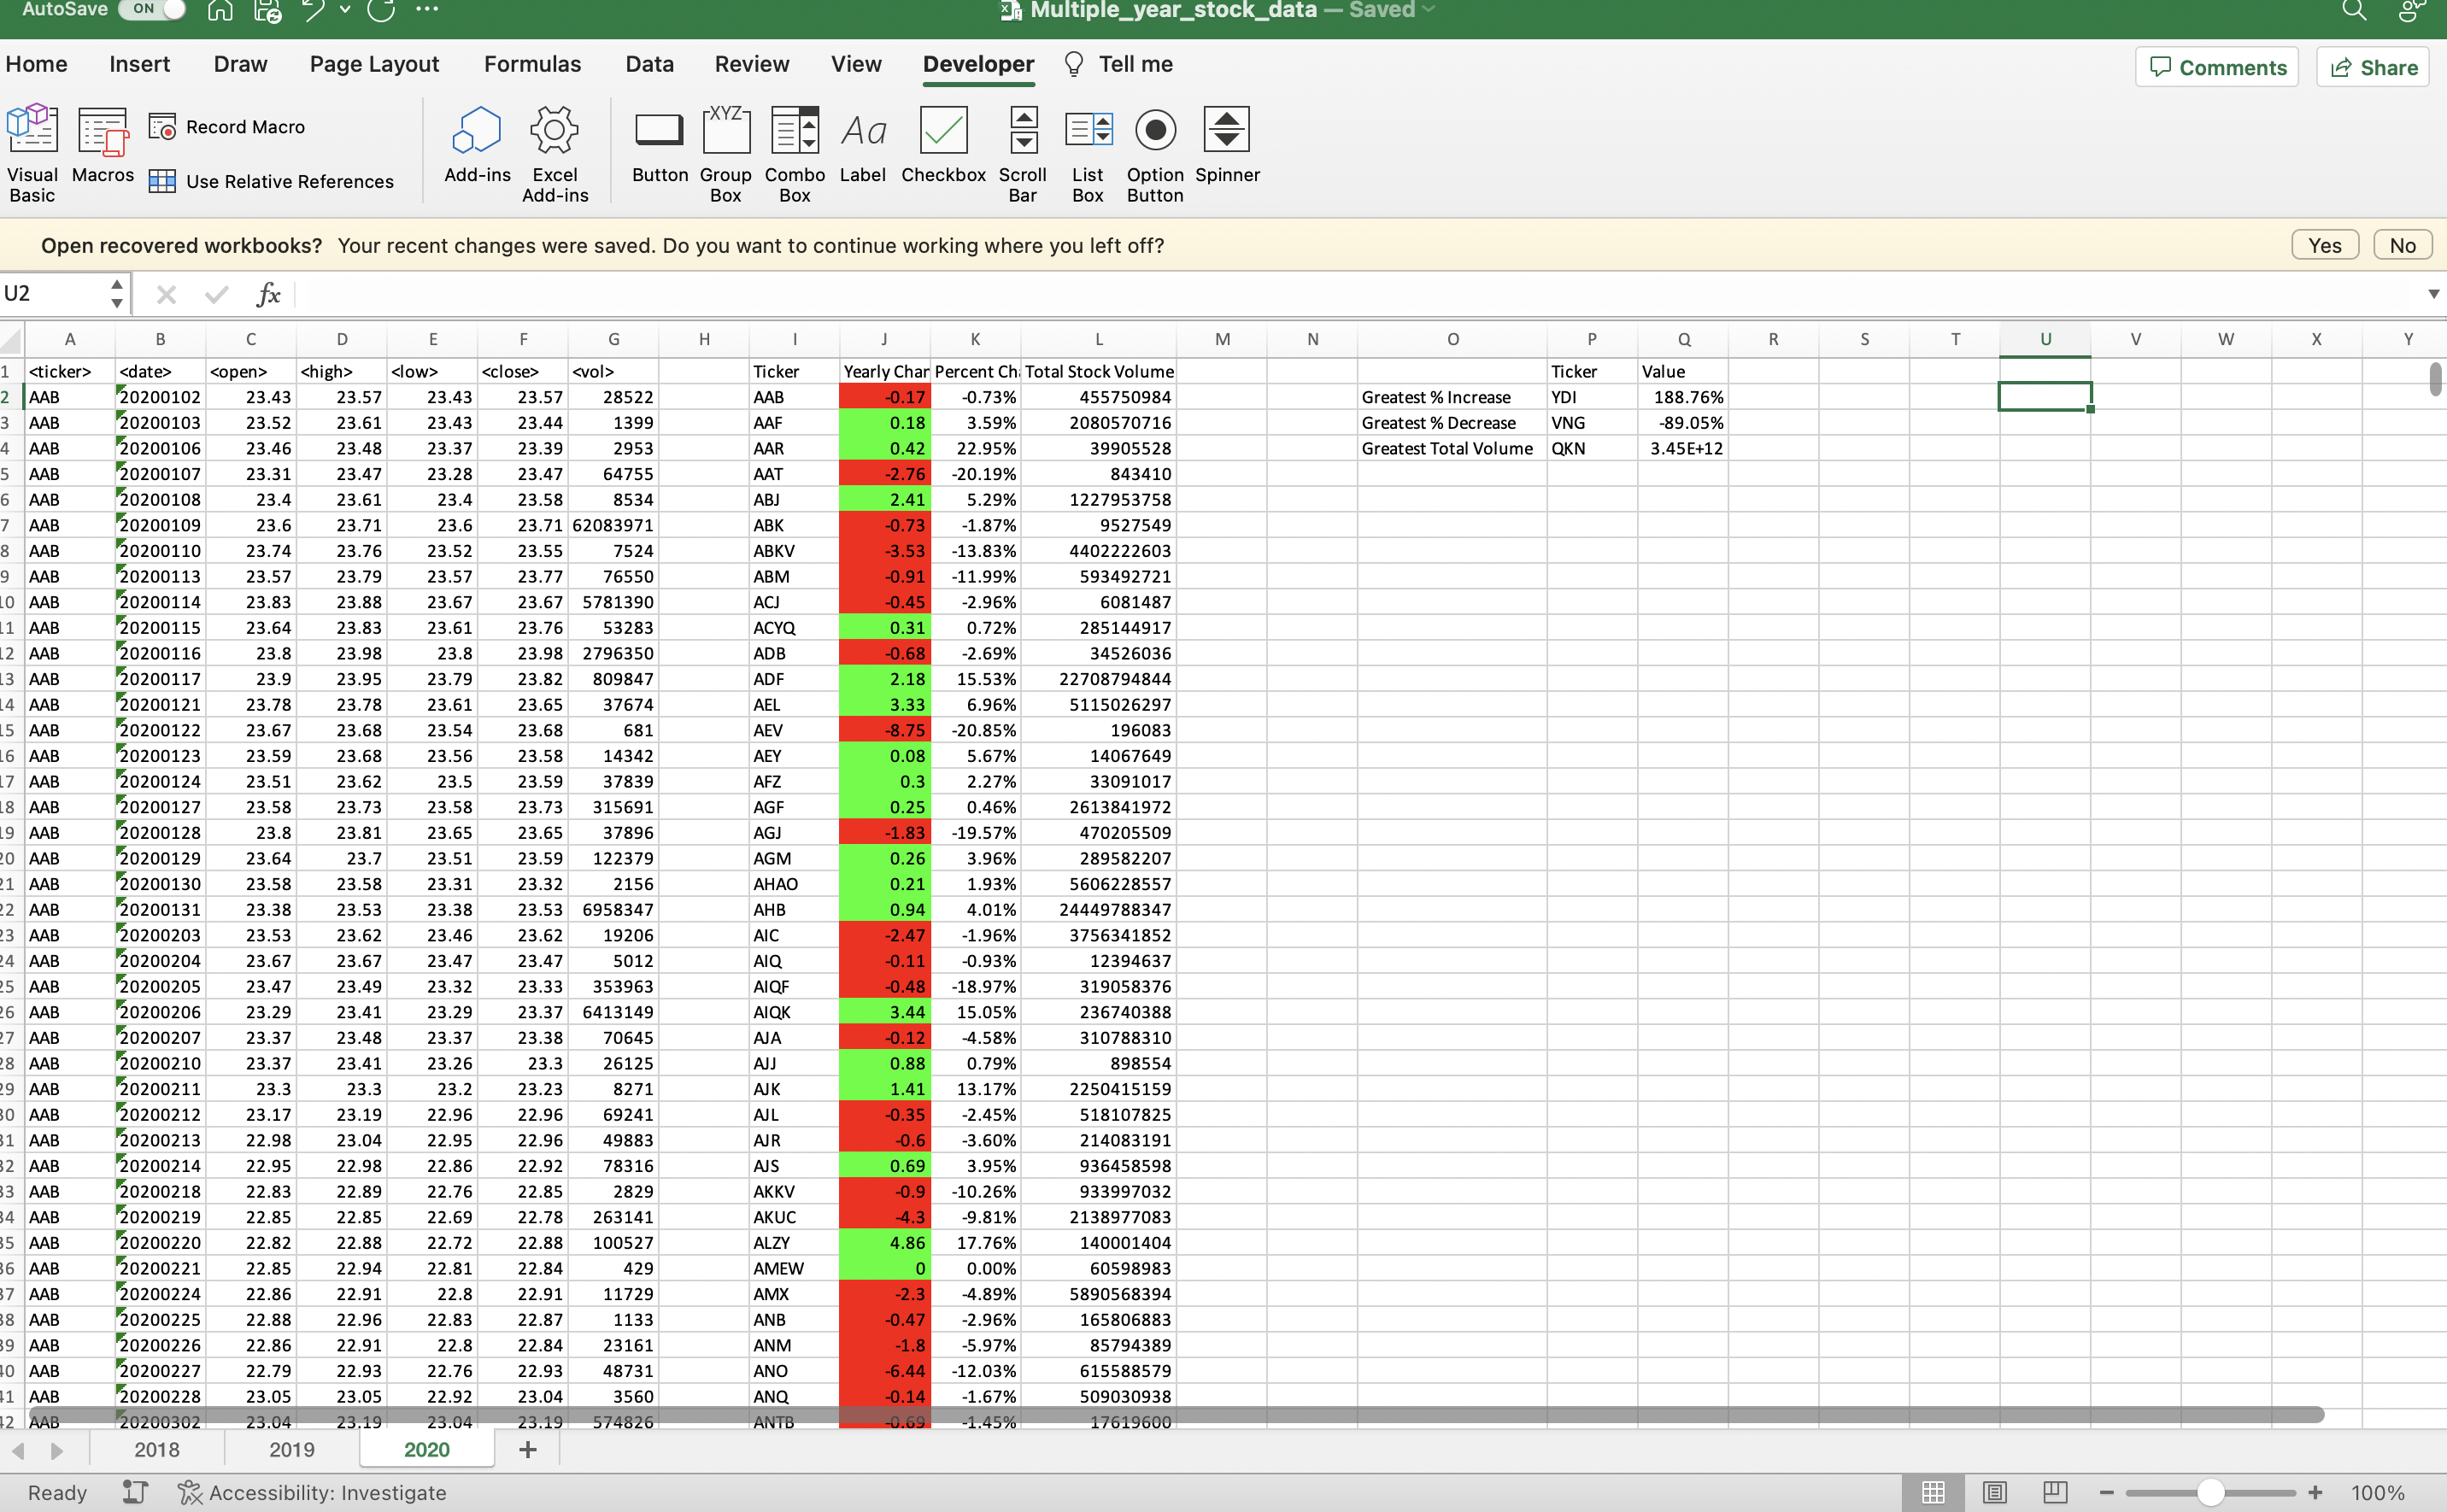 AutoSave ON Multiple_year_stock_data — Saved
Home Insert Draw Page Layout Formulas Data Review View Developer Tell me Comments Share
Visual Basic Macros Record Macro Use Relative References Add-ins Excel Add-ins Button Group Box Combo Box Label Checkbox Scroll Bar List Box Option Button Spinner
Open recovered workbooks? Your recent changes were saved. Do you want to continue working where you left off? Yes No
U2 fx
A B C D E F G H I J K L M N O P Q R S T U V W X Y
1 <ticker> <date> <open> <high> <low> <close> <vol> Ticker Yearly Char Percent Ch Total Stock Volume Ticker Value
2 AAB 20200102 23.43 23.57 23.43 23.57 28522 AAB -0.17 -0.73% 455750984 Greatest % Increase YDI 188.76%
3 AAB 20200103 23.52 23.61 23.43 23.44 1399 AAF 0.18 3.59% 2080570716 Greatest % Decrease VNG -89.05%
4 AAB 20200106 23.46 23.48 23.37 23.39 2953 AAR 0.42 22.95% 39905528 Greatest Total Volume QKN 3.45E+12
5 AAB 20200107 23.31 23.47 23.28 23.47 64755 AAT -2.76 -20.19% 843410
6 AAB 20200108 23.4 23.61 23.4 23.58 8534 ABJ 2.41 5.29% 1227953758
7 AAB 20200109 23.6 23.71 23.6 23.71 62083971 ABK -0.73 -1.87% 9527549
8 AAB 20200110 23.74 23.76 23.52 23.55 7524 ABKV -3.53 -13.83% 4402222603
9 AAB 20200113 23.57 23.79 23.57 23.77 76550 ABM -0.91 -11.99% 593492721
10 AAB 20200114 23.83 23.88 23.67 23.67 5781390 ACJ -0.45 -2.96% 6081487
11 AAB 20200115 23.64 23.83 23.61 23.76 53283 ACYQ 0.31 0.72% 285144917
12 AAB 20200116 23.8 23.98 23.8 23.98 2796350 ADB -0.68 -2.69% 34526036
13 AAB 20200117 23.9 23.95 23.79 23.82 809847 ADF 2.18 15.53% 22708794844
14 AAB 20200121 23.78 23.78 23.61 23.65 37674 AEL 3.33 6.96% 5115026297
15 AAB 20200122 23.67 23.68 23.54 23.68 681 AEV -8.75 -20.85% 196083
16 AAB 20200123 23.59 23.68 23.56 23.58 14342 AEY 0.08 5.67% 14067649
17 AAB 20200124 23.51 23.62 23.5 23.59 37839 AFZ 0.3 2.27% 33091017
18 AAB 20200127 23.58 23.73 23.58 23.73 315691 AGF 0.25 0.46% 2613841972
19 AAB 20200128 23.8 23.81 23.65 23.65 37896 AGJ -1.83 -19.57% 470205509
20 AAB 20200129 23.64 23.7 23.51 23.59 122379 AGM 0.26 3.96% 289582207
21 AAB 20200130 23.58 23.58 23.31 23.32 2156 AHAO 0.21 1.93% 5606228557
22 AAB 20200131 23.38 23.53 23.38 23.53 6958347 AHB 0.94 4.01% 24449788347
23 AAB 20200203 23.53 23.62 23.46 23.62 19206 AIC -2.47 -1.96% 3756341852
24 AAB 20200204 23.67 23.67 23.47 23.47 5012 AIQ -0.11 -0.93% 12394637
25 AAB 20200205 23.47 23.49 23.32 23.33 353963 AIQF -0.48 -18.97% 319058376
26 AAB 20200206 23.29 23.41 23.29 23.37 6413149 AIQK 3.44 15.05% 236740388
27 AAB 20200207 23.37 23.48 23.37 23.38 70645 AJA -0.12 -4.58% 310788310
28 AAB 20200210 23.37 23.41 23.26 23.3 26125 AJJ 0.88 0.79% 898554
29 AAB 20200211 23.3 23.3 23.2 23.23 8271 AJK 1.41 13.17% 2250415159
30 AAB 20200212 23.17 23.19 22.96 22.96 69241 AJL -0.35 -2.45% 518107825
31 AAB 20200213 22.98 23.04 22.95 22.96 49883 AJR -0.6 -3.60% 214083191
32 AAB 20200214 22.95 22.98 22.86 22.92 78316 AJS 0.69 3.95% 936458598
33 AAB 20200218 22.83 22.89 22.76 22.85 2829 AKKV -0.9 -10.26% 933997032
34 AAB 20200219 22.85 22.85 22.69 22.78 263141 AKUC -4.3 -9.81% 2138977083
35 AAB 20200220 22.82 22.88 22.72 22.88 100527 ALZY 4.86 17.76% 140001404
36 AAB 20200221 22.85 22.94 22.81 22.84 429 AMEW 0 0.00% 60598983
37 AAB 20200224 22.86 22.91 22.8 22.91 11729 AMX -2.3 -4.89% 5890568394
38 AAB 20200225 22.88 22.96 22.83 22.87 1133 ANB -0.47 -2.96% 165806883
39 AAB 20200226 22.86 22.91 22.8 22.84 23161 ANM -1.8 -5.97% 85794389
40 AAB 20200227 22.79 22.93 22.76 22.93 48731 ANO -6.44 -12.03% 615588579
41 AAB 20200228 23.05 23.05 22.92 23.04 3560 ANQ -0.14 -1.67% 509030938
42 AAB 20200302 23.04 23.19 23.04 23.19 574826 ANTB -0.69 -1.45% 17619600
2018 2019 2020 +
Ready Accessibility: Investigate 100%